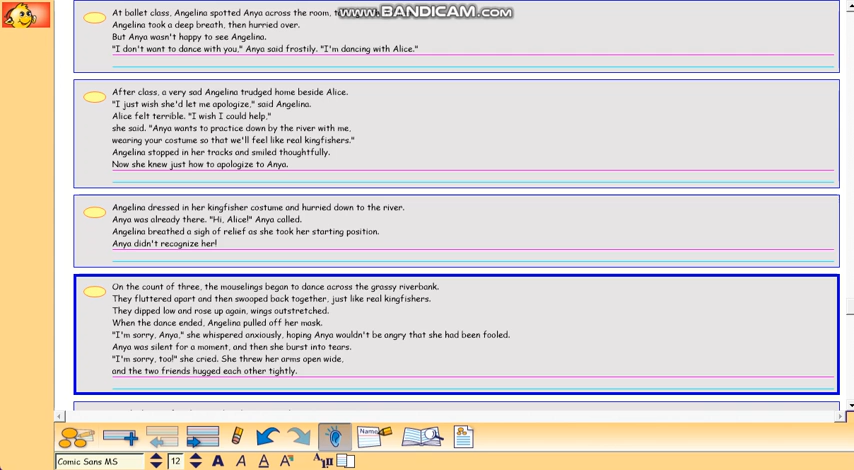 At ballet class, Angelina spotted Anya across the room,
www.BANDICAM.com
Angelina took a deep breath, then hurried over.
But Anya wasn't happy to see Angelina.
"I don't want to dance with you," Anya said frostily. "I'm dancing with Alice."
After class, a very sad Angelina trudged home beside Alice.
"I just wish she'd let me apologize," said Angelina.
Alice felt terrible. "I wish I could help,"
she said. "Anya wants to practice down by the river with me,
wearing your costume so that we'll feel like real kingfishers."
Angelina stopped in her tracks and smiled thoughtfully.
Now she knew just how to apologize to Anya.
Angelina dressed in her kingfisher costume and hurried down to the river.
Anya was already there. "Hi, Alice!" Anya called.
Angelina breathed a sigh of relief as she took her starting position.
Anya didn't recognize her!
On the count of three, the mouselings began to dance across the grassy riverbank.
They fluttered apart and then swooped back together, just like real kingfishers.
They dipped low and rose up again, wings outstretched.
When the dance ended, Angelina pulled off her mask.
"I'm sorry, Anya," she whispered anxiously, hoping Anya wouldn't be angry that she had been fooled.
Anya was silent for a moment, and then she burst into tears.
"I'm sorry, too!" she cried. She threw her arms open wide,
and the two friends hugged each other tightly.
Name
Comic Sans MS
12
A A A A